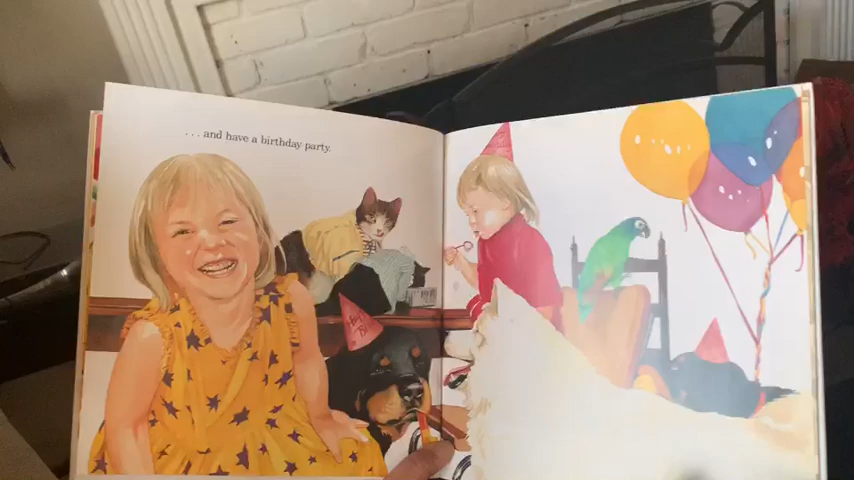 . . . and have a birthday party.